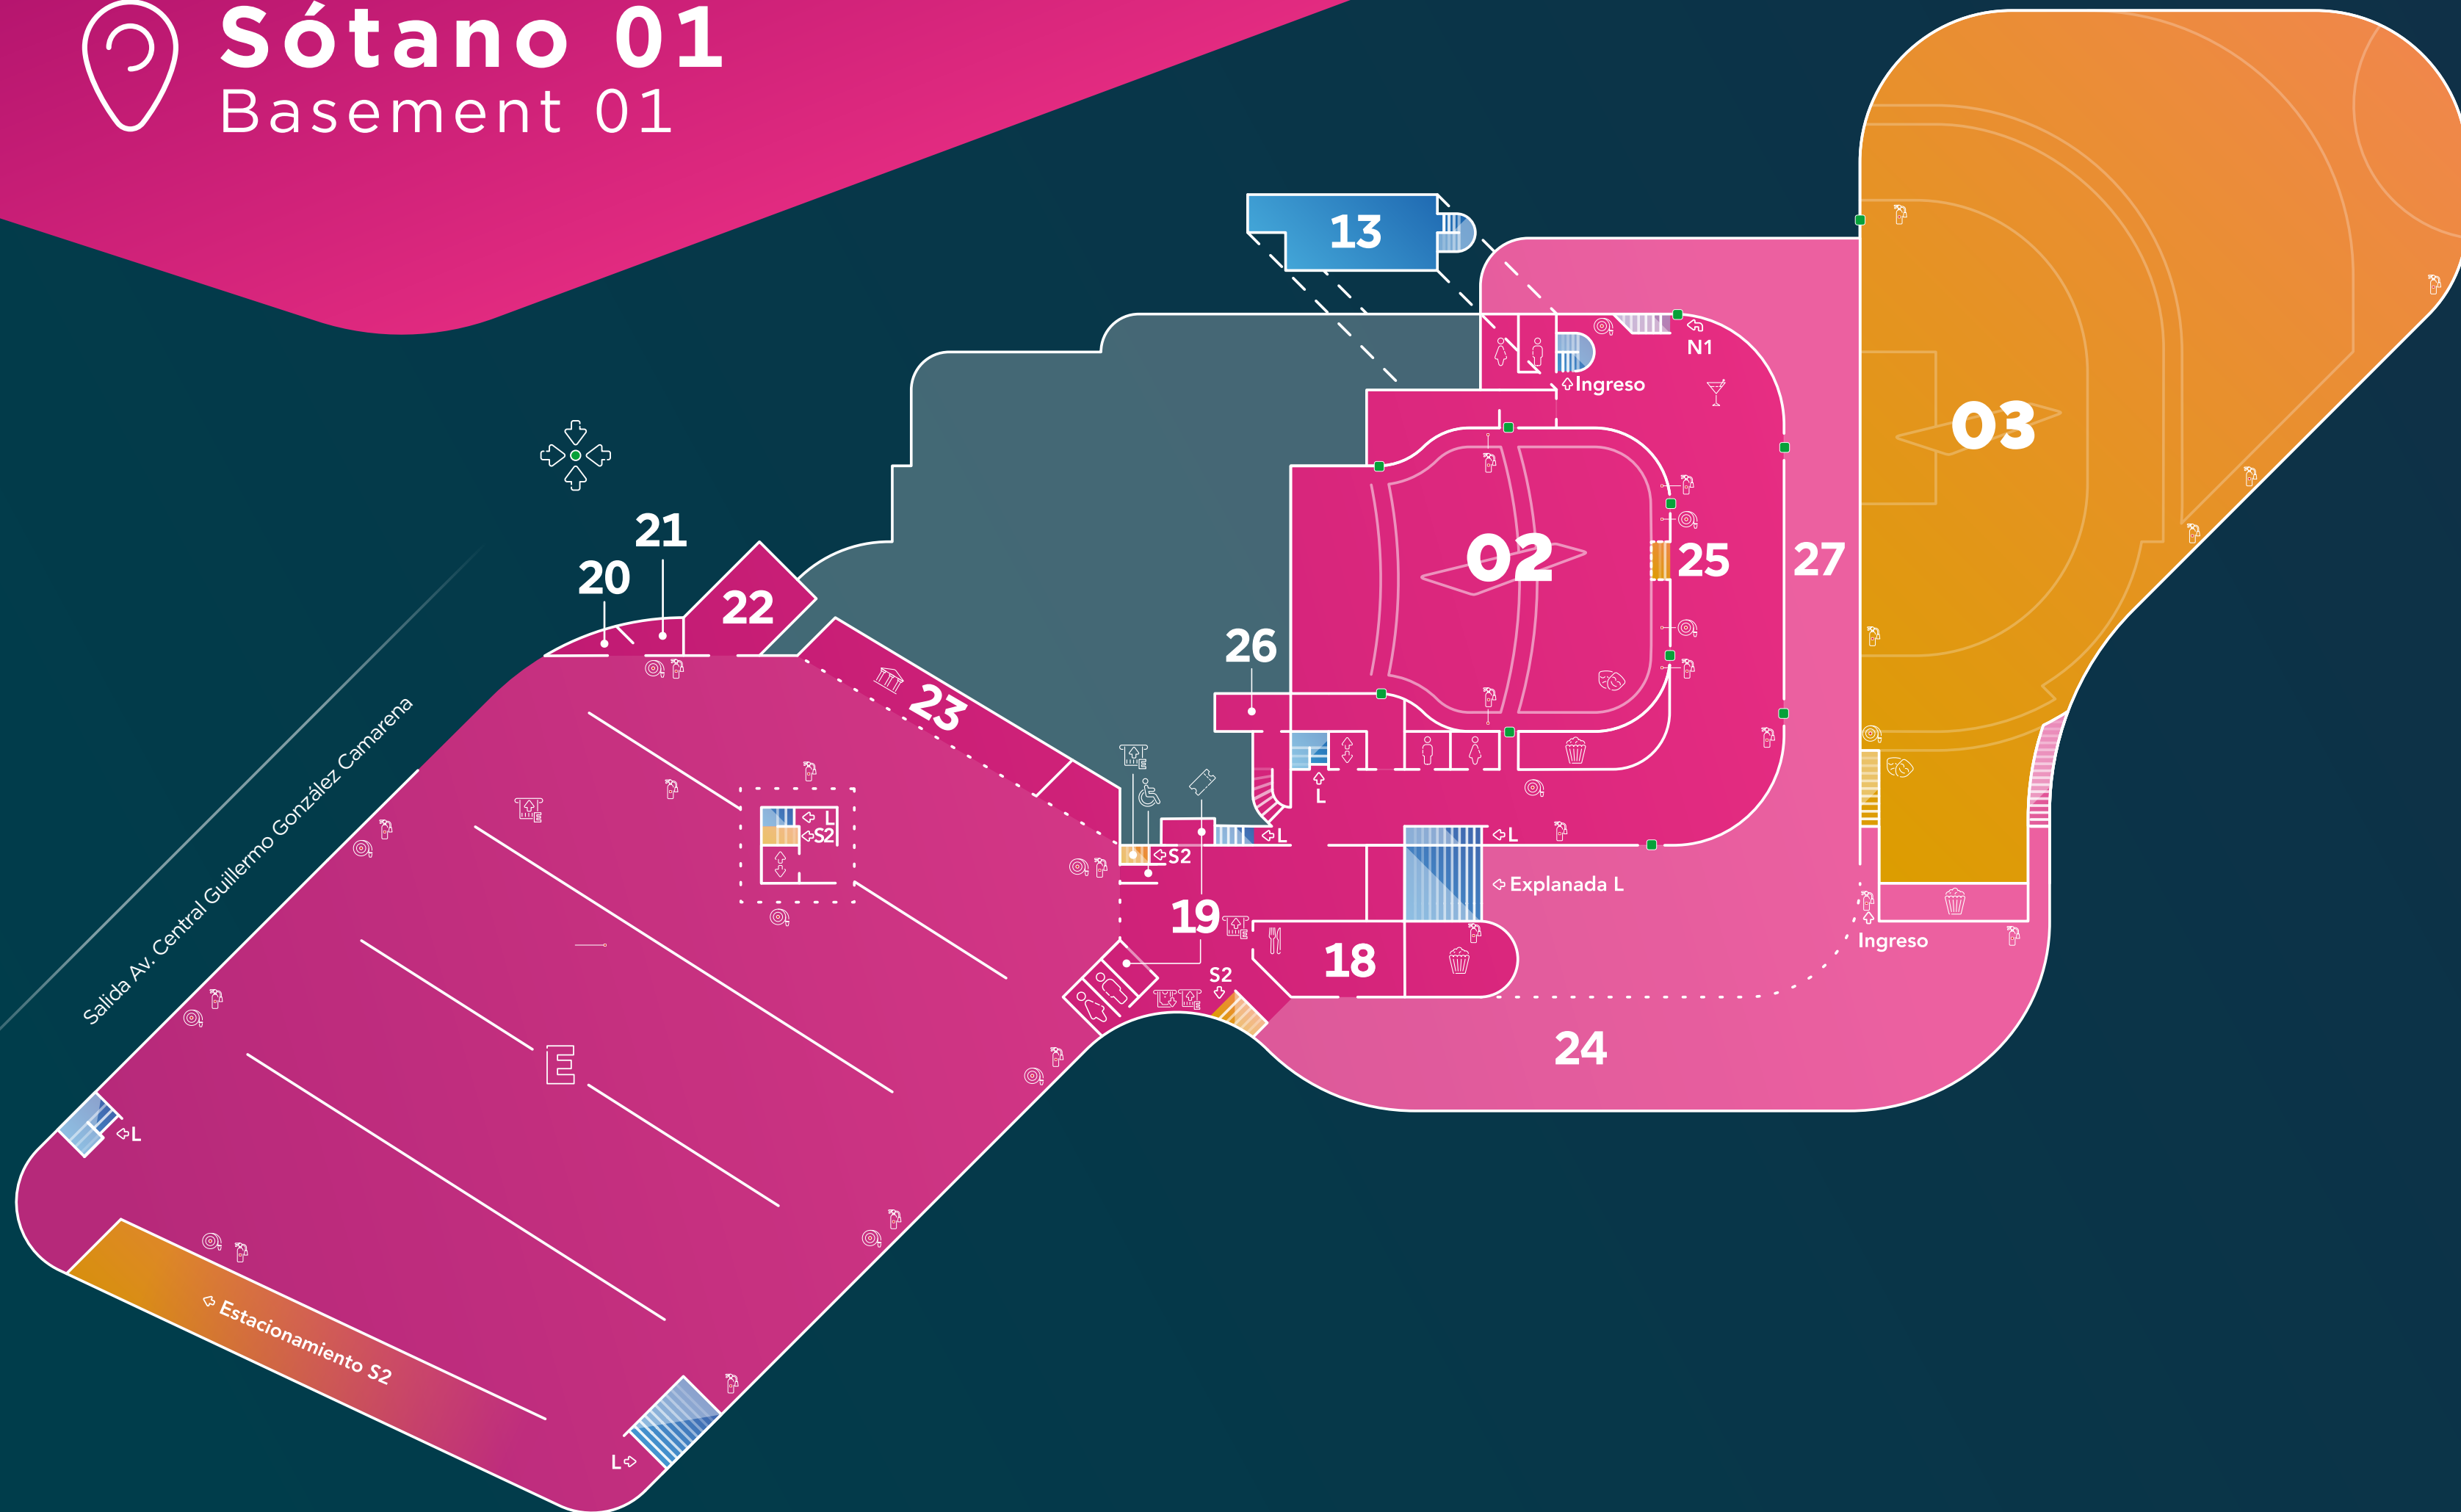 Sótano 01
Basement 01
13
N1
Ingreso
03
02
25
27
21
20
22
26
23
E
L
L
S2
L
L
S2
Explanada L
19
E
18
Ingreso
S2
E
24
E
Salida Av. Central Guillermo González Camarena
E
L
Estacionamiento S2
L